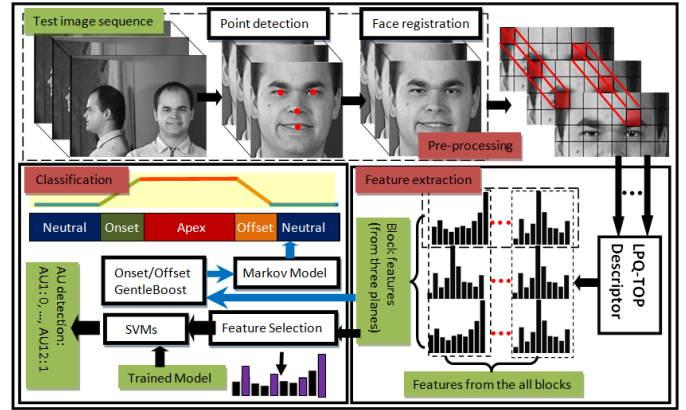 Test image sequence
Point detection
Face registration
Pre-processing
Classification
Neutral
Onset
Apex
Offset
Neutral
Onset/Offset
GentleBoost
Markov Model
AU detection:
AU1: 0, ..., AU12:1
SVMs
Feature Selection
Trained Model
Feature extraction
Block features
(from three planes)
LPQ-TOP
Descriptor
Features from the all blocks